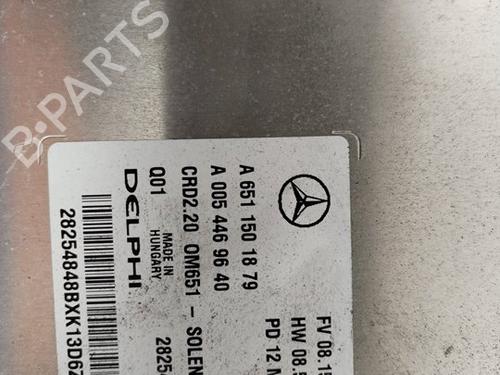 B-PARTS
A 651 150 18 79
A 005 446 96 40
CRD2.20 OM651 - SOLEN
Q01 MADE IN HUNGARY
DELPHI
28254848BXK13D6
FV 08.15
HW 08.
PD 12
2825